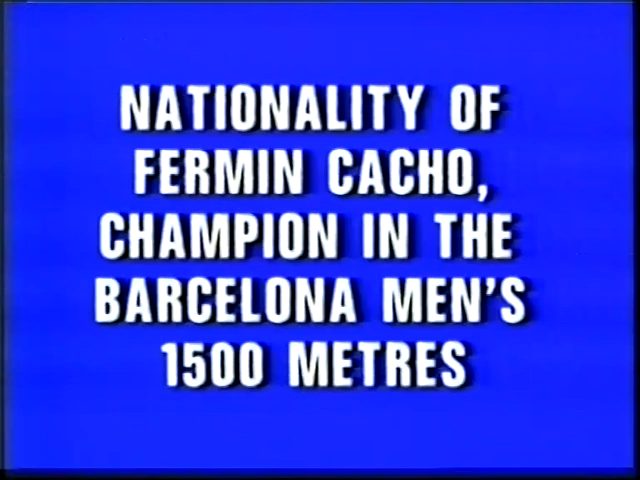 NATIONALITY OF
FERMIN CACHO,
CHAMPION IN THE
BARCELONA MEN'S
1500 METRES